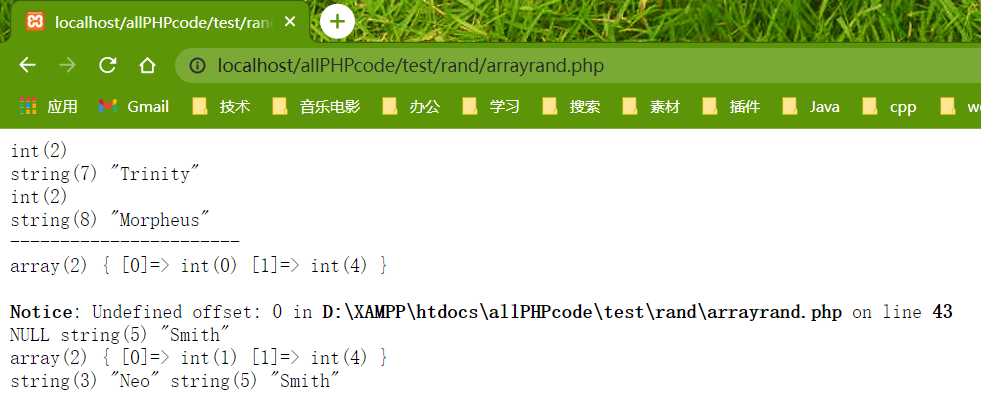 localhost/allPHPcode/test/rand
localhost/allPHPcode/test/rand/arrayrand.php
应用 Gmail 技术 音乐电影 办公 学习 搜索 素材 插件 Java cpp
int(2)
string(7) "Trinity"
int(2)
string(8) "Morpheus"
-----------------------
array(2) { [0]=> int(0) [1]=> int(4) }
Notice: Undefined offset: 0 in D:\XAMPP\htdocs\allPHPcode\test\rand\arrayrand.php on line 43
NULL string(5) "Smith"
array(2) { [0]=> int(1) [1]=> int(4) }
string(3) "Neo" string(5) "Smith"